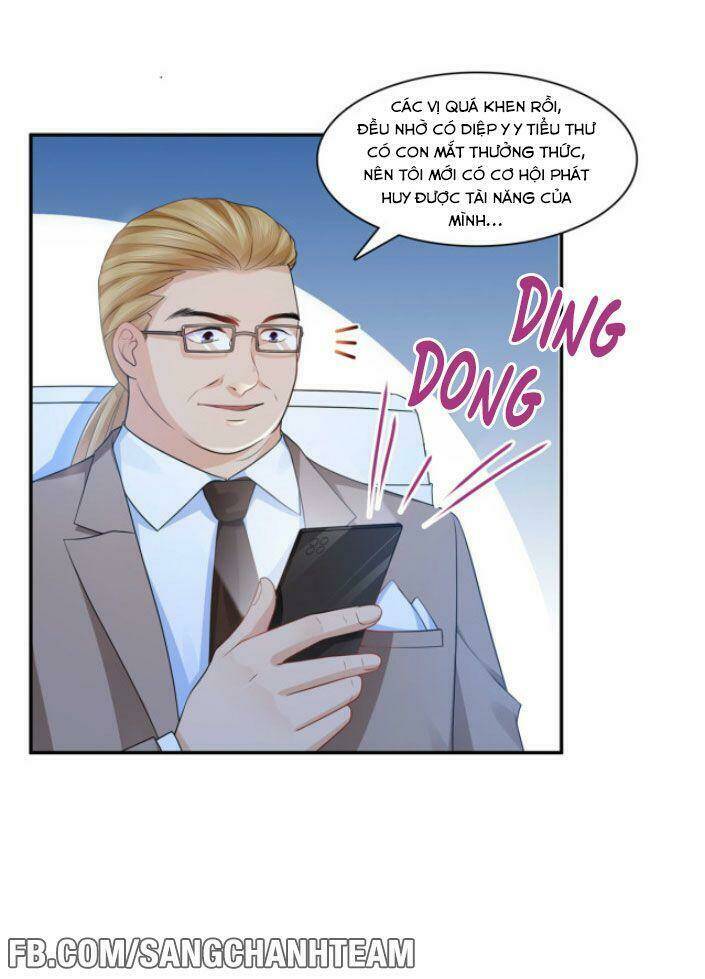 CÁC VỊ QUÁ KHEN RỒI,
ĐỀU NHỜ CÓ DIỆP Y Y TIỂU THƯ
CÓ CON MẮT THƯỞNG THỨC,
NÊN TÔI MỚI CÓ CƠ HỘI PHÁT
HUY ĐƯỢC TÀI NĂNG CỦA
MÌNH...
DING
DONG
FB.COM/SANGCHANHTEAM